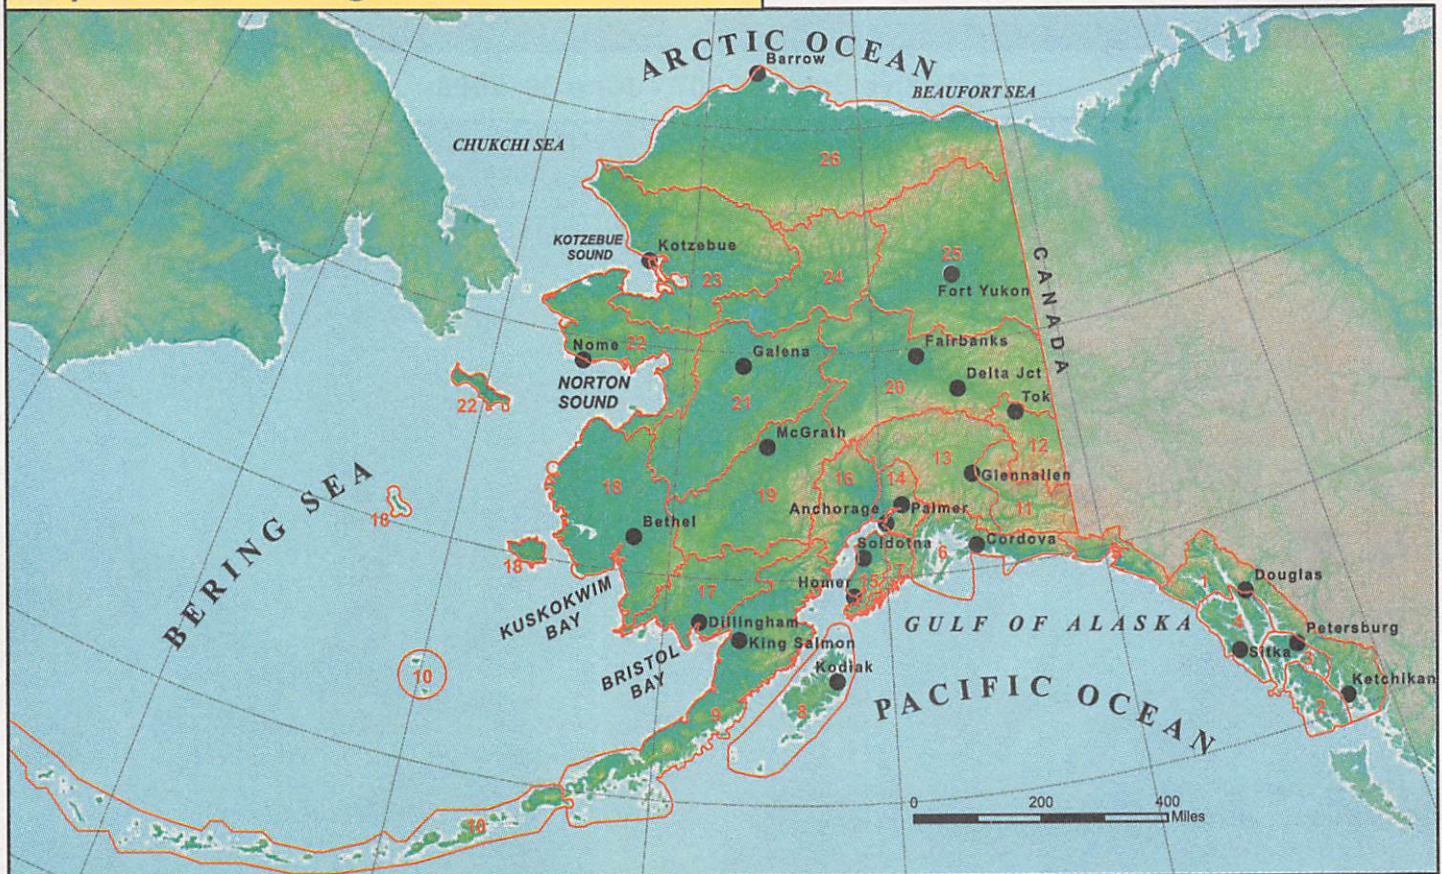 ARCTIC OCEAN
Barrow
BEAUFORT SEA
CHUKCHI SEA
26
KOTZEBUE
SOUND
Kotzebue
23
24
25
Fort Yukon
CANADA
Nome
22
NORTON
SOUND
22
Galena
21
Fairbanks
20
Delta Jct
Tok
McGrath
12
13
Glennallen
11
14
16
19
18
Bethel
18
18
Anchorage
Palmer
Soldotna
6
Cordova
7
15
Homer
17
Dillingham
King Salmon
KUSKOKWIM
BAY
BRISTOL
BAY
BERING SEA
10
Kodiak
8
9
10
GULF OF ALASKA
PACIFIC OCEAN
5
1
Douglas
4
Sitka
Petersburg
3
Ketchikan
2
0 200 400
Miles